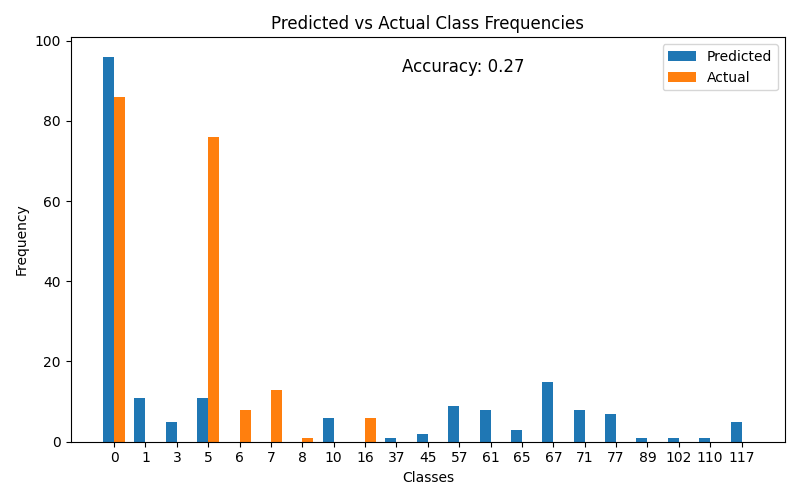 Predicted vs Actual Class Frequencies
100
Accuracy: 0.27
Predicted
Actual
80
60
Frequency
40
20
0
0 1 3 5 6 7 8 10 16 37 45 57 61 65 67 71 77 89 102 110 117
Classes